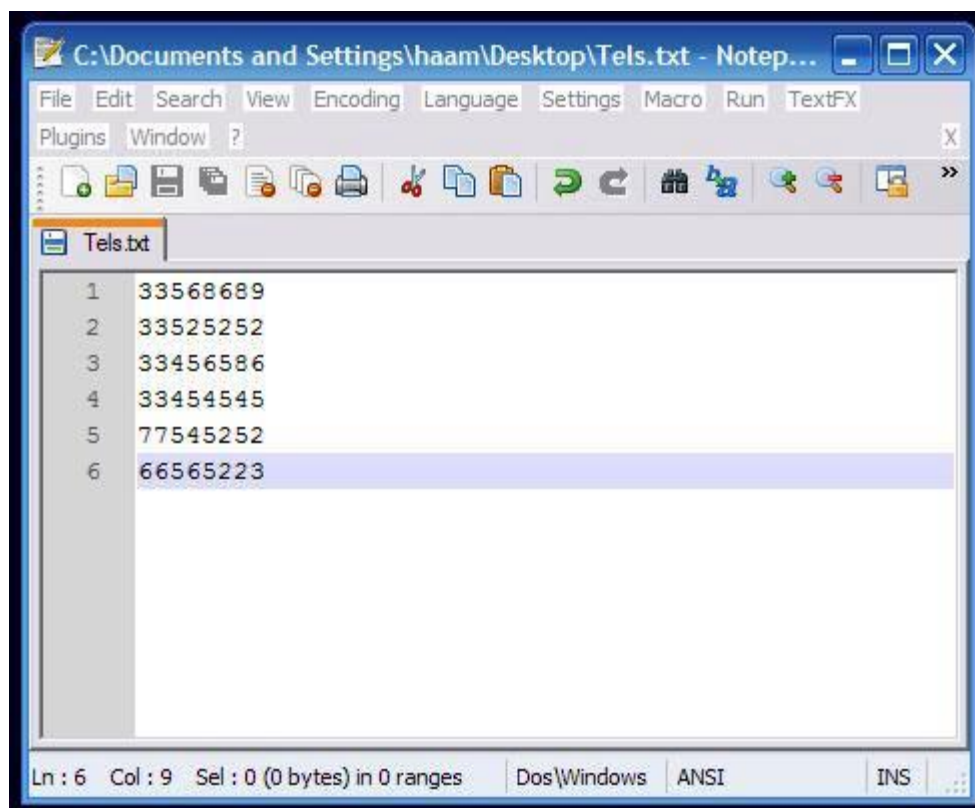 C:\Documents and Settings\haam\Desktop\Tels.txt - Notep...
File Edit Search View Encoding Language Settings Macro Run TextFX
Plugins Window ? X
Tels.txt
1 33568689
2 33525252
3 33456586
4 33454545
5 77545252
6 66565223
Ln : 6 Col : 9 Sel : 0 (0 bytes) in 0 ranges Dos\Windows ANSI INS